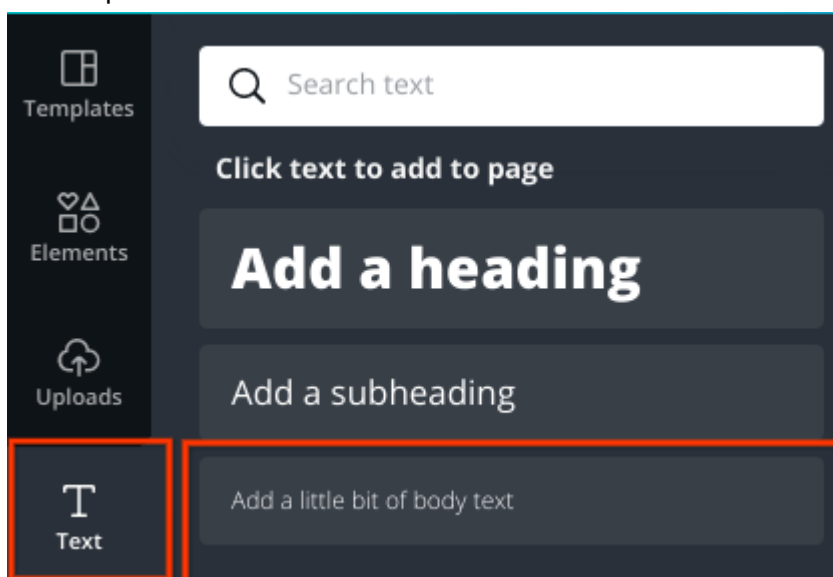 Templates
Elements
Uploads
Text
Search text
Click text to add to page
Add a heading
Add a subheading
Add a little bit of body text